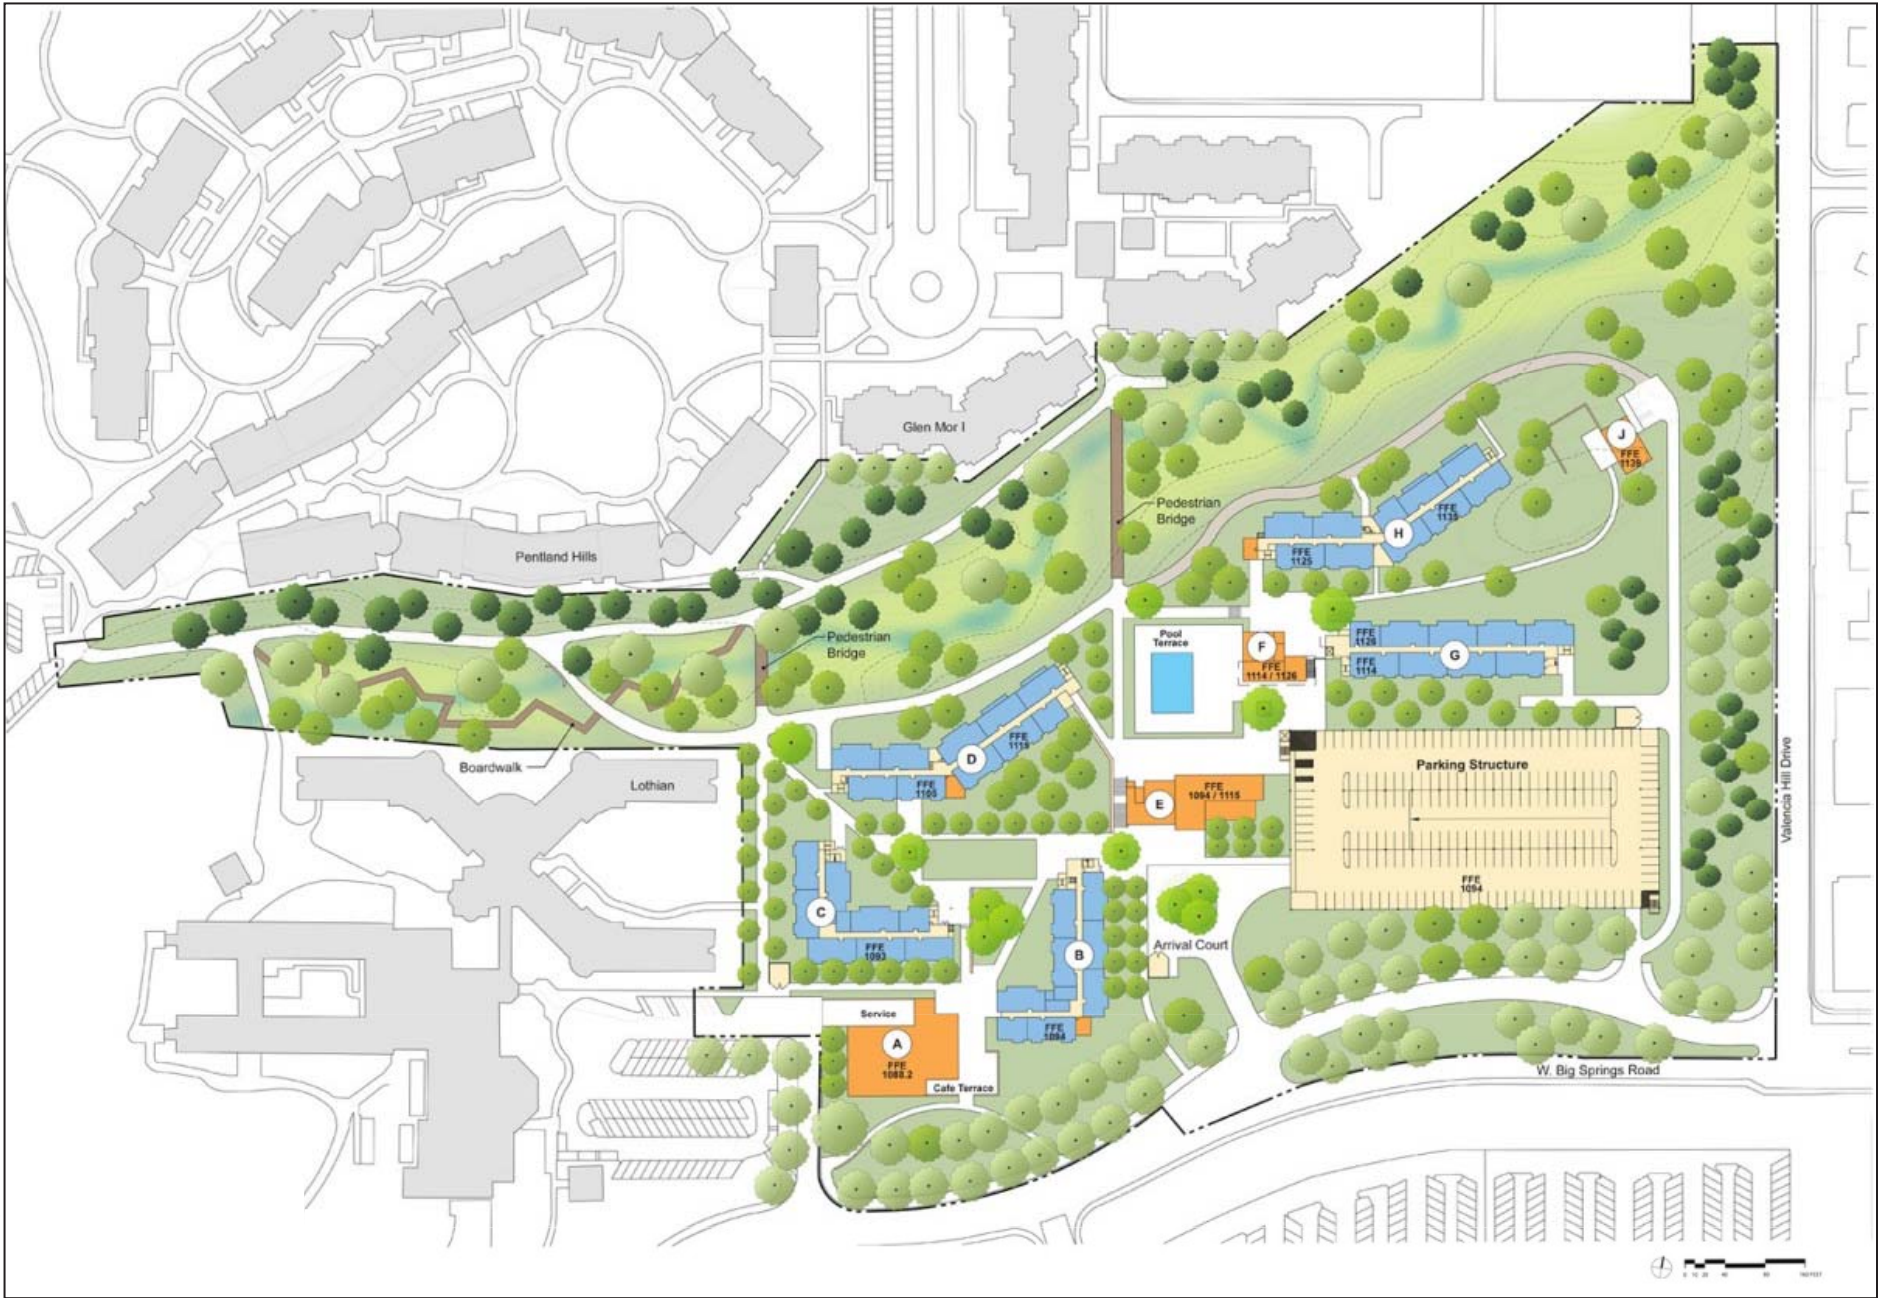 Glen Mor I
J
FFE
1139
Pedestrian
Bridge
H
FFE
1135
FFE
1125
Pentland Hills
Pool
Terrace
F
FFE
1114 / 1126
FFE
1126
G
FFE
1114
Pedestrian
Bridge
D
FFE
1115
FFE
1105
Boardwalk
Lothian
Parking Structure
FFE
1094
Valencia Hill Drive
E
FFE
1094 / 1115
C
FFE
1093
B
FFE
1094
Arrival Court
Service
A
FFE
1088.2
Cafe Terrace
W. Big Springs Road